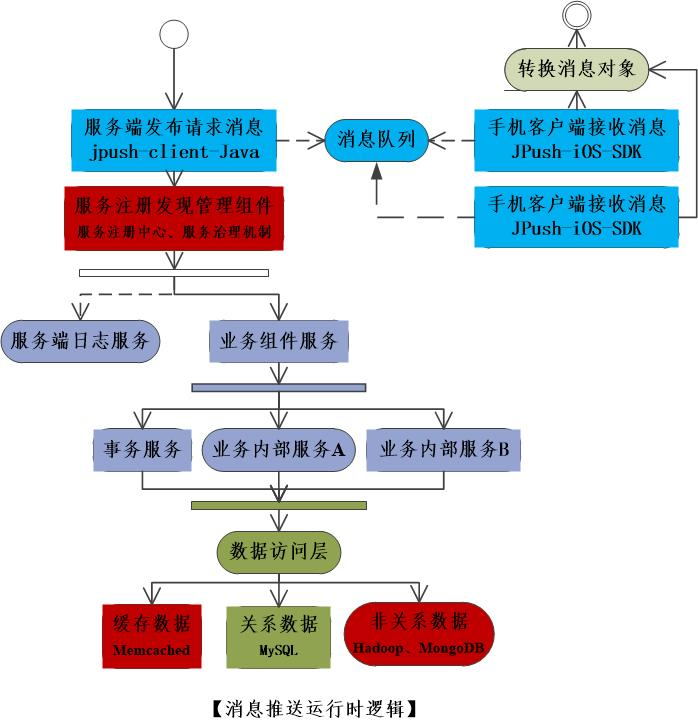 转换消息对象
服务端发布请求消息
jpush-client-Java
消息队列
手机客户端接收消息
JPush-iOS-SDK
服务注册发现管理组件
服务注册中心、服务治理机制
手机客户端接收消息
JPush-iOS-SDK
服务端日志服务
业务组件服务
事务服务
业务内部服务A
业务内部服务B
数据访问层
缓存数据
Memcached
关系数据
MySQL
非关系数据
Hadoop、MongoDB
【消息推送运行时逻辑】